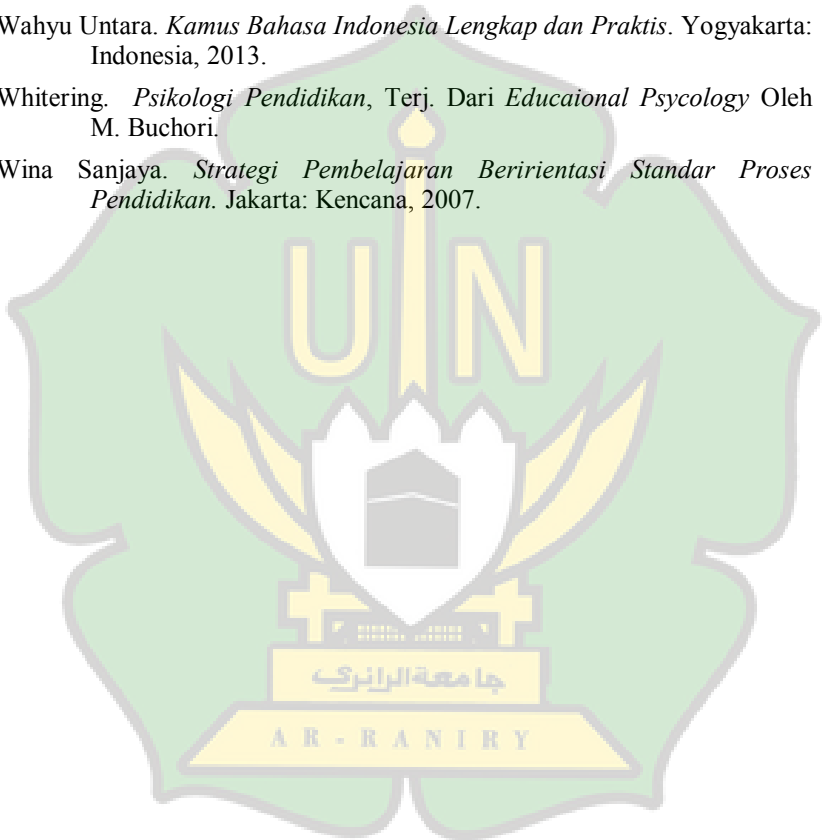 Wahyu Untara. Kamus Bahasa Indonesia Lengkap dan Praktis. Yogyakarta:
Indonesia, 2013.
Whitering. Psikologi Pendidikan, Terj. Dari Educaional Psycology Oleh
M. Buchori.
Wina Sanjaya. Strategi Pembelajaran Beririentasi Standar Proses
Pendidikan. Jakarta: Kencana, 2007.
UIN
جامعة الرانري
AR-RANIRY